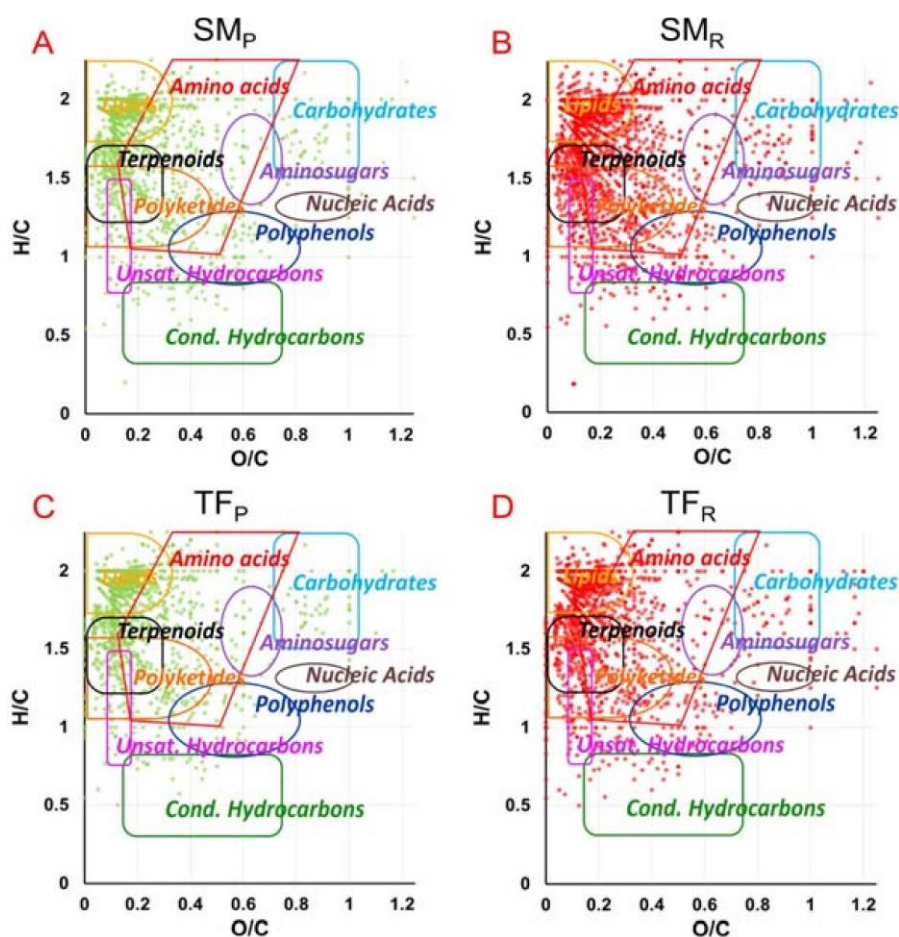 A
SMP
2
1.5
1
0.5
0
H/C
Lipids
Amino acids
Carbohydrates
Terpenoids
Aminosugars
Polyketides
Nucleic Acids
Polyphenols
Unsat. Hydrocarbons
Cond. Hydrocarbons
0 0.2 0.4 0.6 0.8 1 1.2
O/C
B
SMR
2
1.5
1
0.5
0
H/C
Lipids
Amino acids
Carbohydrates
Terpenoids
Aminosugars
Polyketides
Nucleic Acids
Polyphenols
Unsat. Hydrocarbons
Cond. Hydrocarbons
0 0.2 0.4 0.6 0.8 1 1.2
O/C
C
TFP
2
1.5
1
0.5
0
H/C
Lipids
Amino acids
Carbohydrates
Terpenoids
Aminosugars
Polyketides
Nucleic Acids
Polyphenols
Unsat. Hydrocarbons
Cond. Hydrocarbons
0 0.2 0.4 0.6 0.8 1 1.2
O/C
D
TFR
2
1.5
1
0.5
0
H/C
Lipids
Amino acids
Carbohydrates
Terpenoids
Aminosugars
Polyketides
Nucleic Acids
Polyphenols
Unsat. Hydrocarbons
Cond. Hydrocarbons
0 0.2 0.4 0.6 0.8 1 1.2
O/C